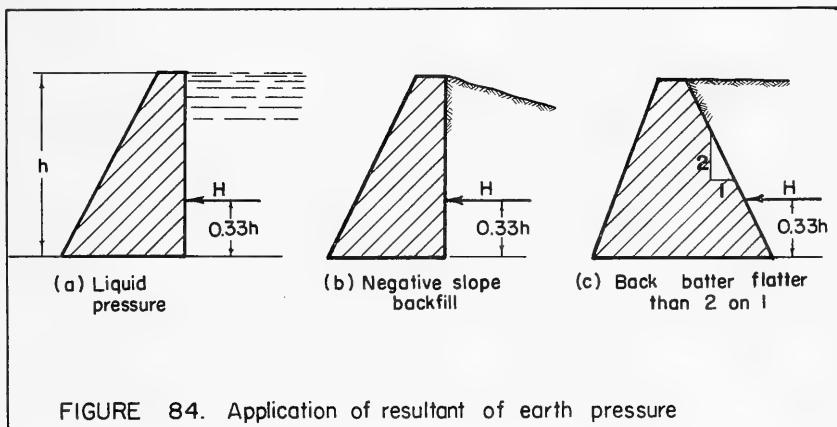 h
H
0.33h
(a) Liquid
pressure
H
0.33h
(b) Negative slope
backfill
2
1
H
0.33h
(c) Back batter flatter
than 2 on 1
FIGURE 84. Application of resultant of earth pressure